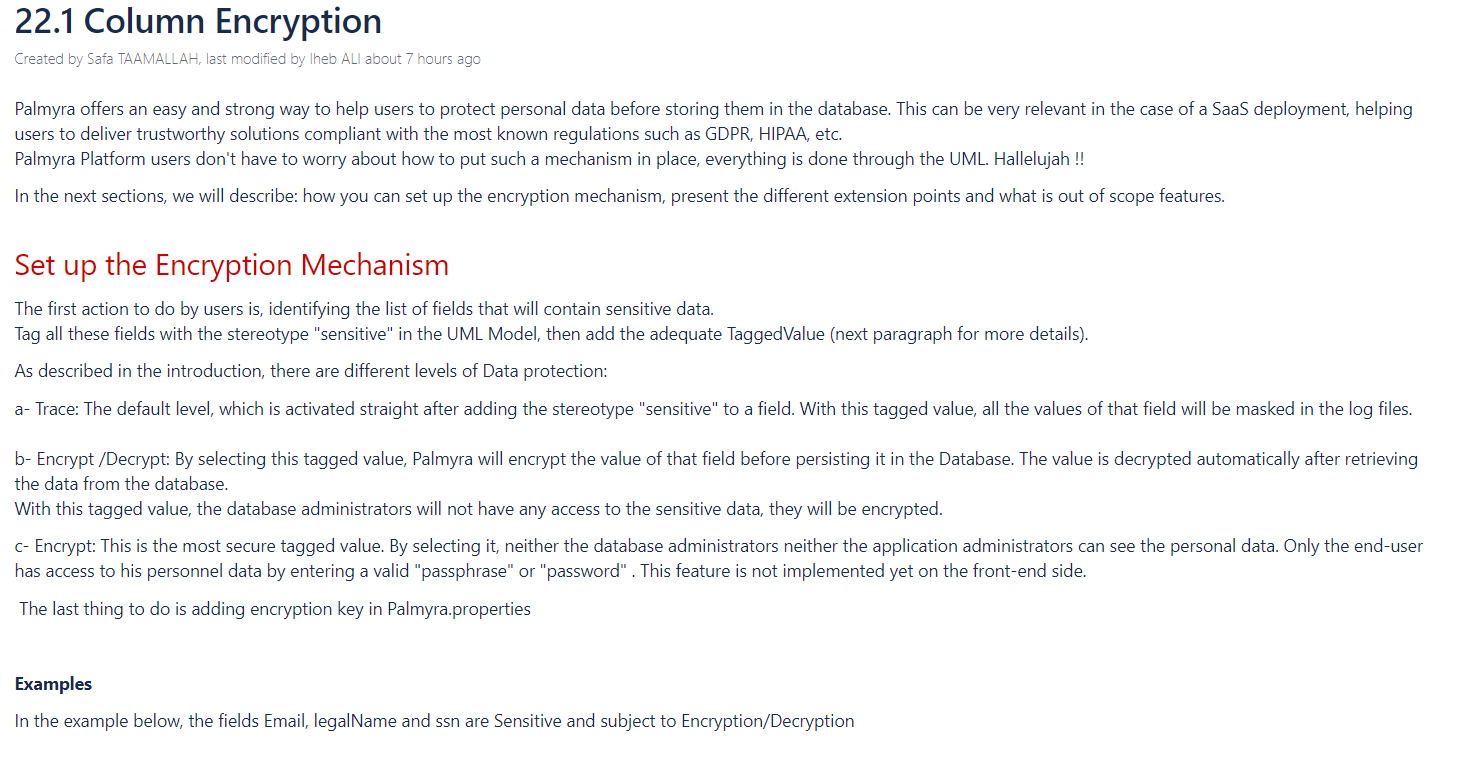 22.1 Column Encryption
Created by Safa TAAMALLAH, last modified by Iheb ALI about 7 hours ago
Palmyra offers an easy and strong way to help users to protect personal data before storing them in the database. This can be very relevant in the case of a SaaS deployment, helping
users to deliver trustworthy solutions compliant with the most known regulations such as GDPR, HIPAA, etc.
Palmyra Platform users don't have to worry about how to put such a mechanism in place, everything is done through the UML. Hallelujah !!
In the next sections, we will describe: how you can set up the encryption mechanism, present the different extension points and what is out of scope features.
Set up the Encryption Mechanism
The first action to do by users is, identifying the list of fields that will contain sensitive data.
Tag all these fields with the stereotype "sensitive" in the UML Model, then add the adequate TaggedValue (next paragraph for more details).
As described in the introduction, there are different levels of Data protection:
a- Trace: The default level, which is activated straight after adding the stereotype "sensitive" to a field. With this tagged value, all the values of that field will be masked in the log files.
b- Encrypt /Decrypt: By selecting this tagged value, Palmyra will encrypt the value of that field before persisting it in the Database. The value is decrypted automatically after retrieving
the data from the database.
With this tagged value, the database administrators will not have any access to the sensitive data, they will be encrypted.
c- Encrypt: This is the most secure tagged value. By selecting it, neither the database administrators neither the application administrators can see the personal data. Only the end-user
has access to his personnel data by entering a valid "passphrase" or "password" . This feature is not implemented yet on the front-end side.
The last thing to do is adding encryption key in Palmyra.properties
Examples
In the example below, the fields Email, legalName and ssn are Sensitive and subject to Encryption/Decryption